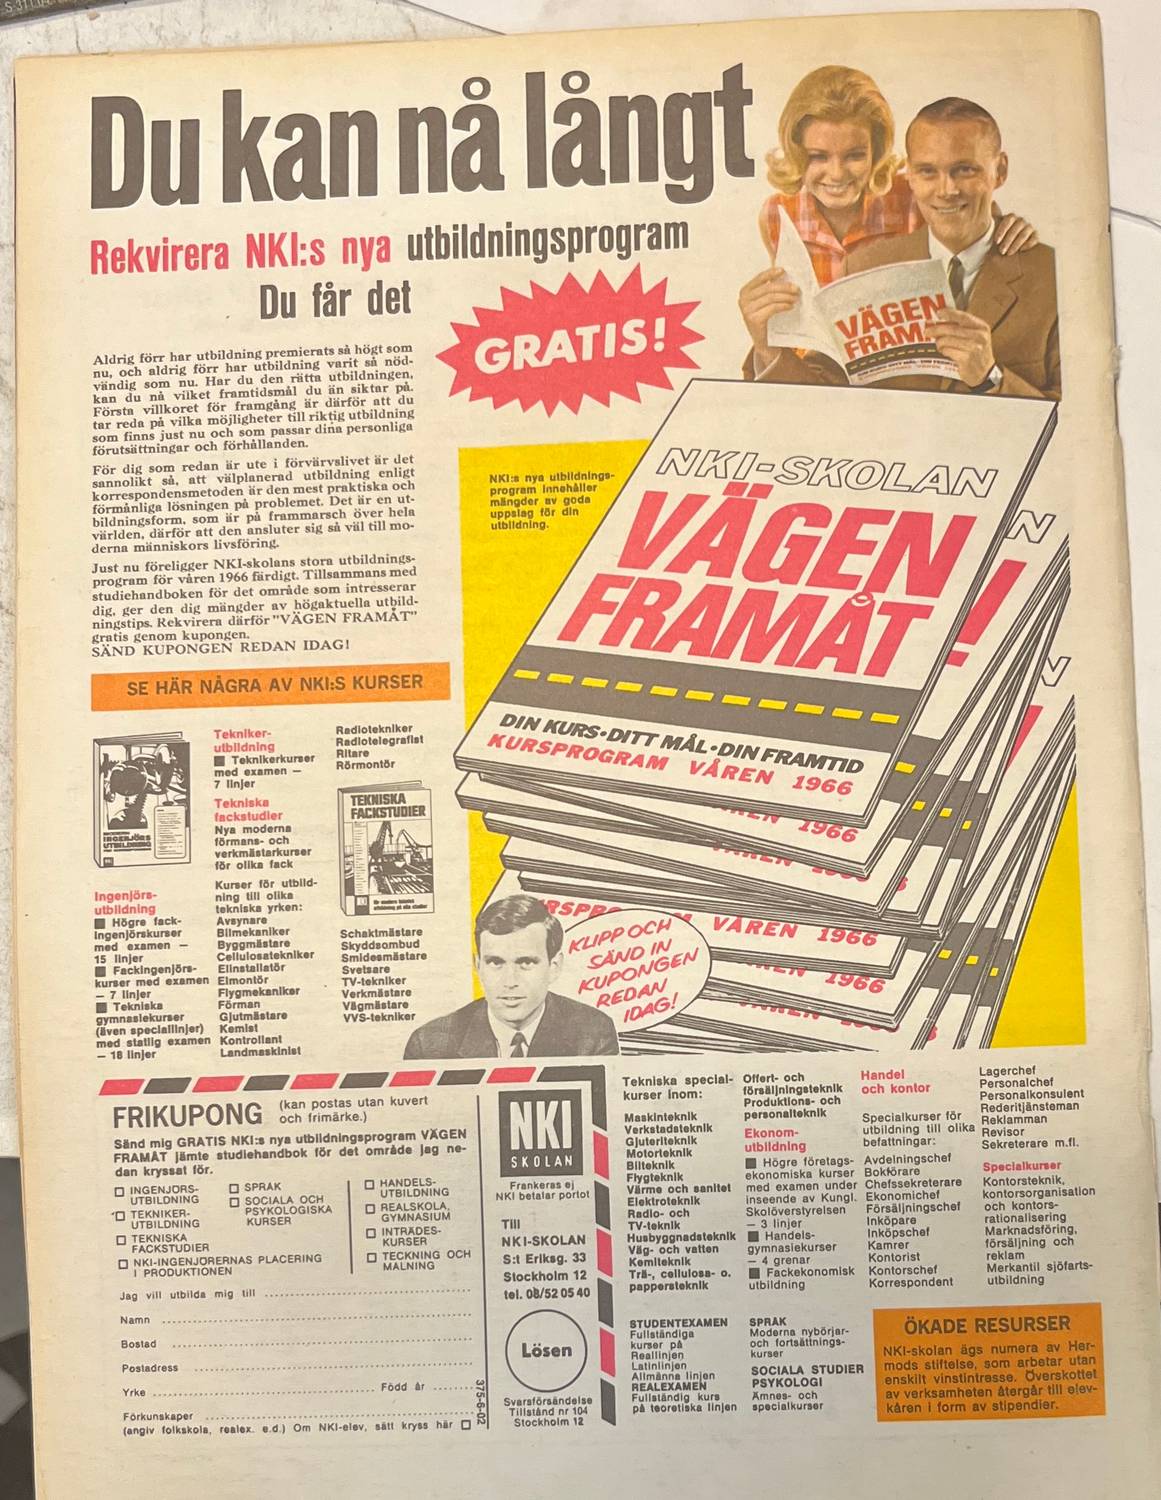 Du kan nå långt
Rekvirera NKI:s nya utbildningsprogram
Du får det
GRATIS!
VÄGEN
FRAMÅT
Aldrig förr har utbildning premierats så högt som
nu, och aldrig förr har utbildning varit så nöd-
vändig som nu. Har du den rätta utbildningen,
kan du nå vilket framtidsmål du än siktar på.
Första villkoret för framgång är därför att du
tar reda på vilka möjligheter till riktig utbildning
som finns just nu och som passar dina personliga
förutsättningar och förhållanden.
För dig som redan är ute i förvärvslivet är det
sannolikt så, att välplanerad utbildning enligt
korrespondensmetoden är den mest praktiska och
förmånliga lösningen på problemet. Det är en ut-
bildningsform, som är på frammarsch över hela
världen, därför att den ansluter sig så väl till mo-
derna människors livsföring.
Just nu föreligger NKI-skolans stora utbildnings-
program för våren 1966 färdigt. Tillsammans med
studiehandboken för det område som intresserar
dig, ger den dig mängder av högaktuella utbild-
ningstips. Rekvirera därför "VÄGEN FRAMÅT"
gratis genom kupongen.
SÄND KUPONGEN REDAN IDAG!
NKI:s nya utbildnings-
program innehåller
mängder av goda
uppslag för din
utbildning.
NKI-SKOLAN
VÄGEN
FRAMÅT!
DIN KURS·DITT MÅL·DIN FRAMTID
KURSPROGRAM VÅREN 1966
1966
VÅREN 1966
1966
KLIPP OCH
SÄND IN
KUPONGEN
REDAN
IDAG!
SE HÄR NÅGRA AV NKI:S KURSER
INGENJÖRS
UTBILDNING
Ingenjörs-
utbildning
■ Högre fack-
ingenjörskurser
med examen —
15 linjer
■ Fackingenjörs-
kurser med examen
— 7 linjer
■ Tekniska
gymnasiekurser
(även speciallinjer)
med statlig examen
— 18 linjer
Tekniker-
utbildning
■ Teknikerkurser
med examen —
7 linjer
Tekniska
fackstudier
Nya moderna
förmans- och
verkmästarkurser
för olika fack
Kurser för utbild-
ning till olika
tekniska yrken:
Avsynare
Bilmekaniker
Byggmästare
Cellulosatekniker
Elinstallatör
Elmontör
Flygmekaniker
Förman
Gjutmästare
Kemist
Kontrollant
Landmaskinist
Radiotekniker
Radiotelegrafist
Ritare
Rörmontör
TEKNISKA
FACKSTUDIER
Schaktmästare
Skyddsombud
Smidesmästare
Svetsare
TV-tekniker
Verkmästare
Vägmästare
VVS-tekniker
FRIKUPONG (kan postas utan kuvert
och frimärke.)
Sänd mig GRATIS NKI:s nya utbildningsprogram VÄGEN
FRAMÅT jämte studiehandbok för det område jag ne-
dan kryssat för.
☐ INGENJÖRS-
UTBILDNING
☐ TEKNIKER-
UTBILDNING
☐ TEKNISKA
FACKSTUDIER
☐ NKI-INGENJÖRERNAS PLACERING
I PRODUKTIONEN
☐ SPRÅK
☐ SOCIALA OCH
PSYKOLOGISKA
KURSER
☐ HANDELS-
UTBILDNING
☐ REALSKOLA,
GYMNASIUM
☐ INTRÄDES-
KURSER
☐ TECKNING OCH
MÅLNING
Jag vill utbilda mig till
Namn
Bostad
Postadress
Yrke Född år
Förkunskaper
(angiv folkskola, realex. e.d.) Om NKI-elev, sätt kryss här ☐
375-6-02
NKI
SKOLAN
Frankeras ej
NKI betalar portot
Till
NKI-SKOLAN
S:t Eriksg. 33
Stockholm 12
tel. 08/52 05 40
Lösen
Svarsförsändelse
Tillstånd nr 104
Stockholm 12
Tekniska special-
kurser inom:
Maskinteknik
Verkstadsteknik
Gjuteriteknik
Motorteknik
Bilteknik
Flygteknik
Värme och sanitet
Elektroteknik
Radio- och
TV-teknik
Husbyggnadsteknik
Väg- och vatten
Kemiteknik
Trä-, cellulosa- o.
pappersteknik
STUDENTEXAMEN
Fullständiga
kurser på
Reallinjen
Latinlinjen
Allmänna linjen
REALEXAMEN
Fullständig kurs
på teoretiska linjen
Offert- och
försäljningsteknik
Produktions- och
personalteknik
Ekonom-
utbildning
■ Högre företags-
ekonomiska kurser
med examen under
inseende av Kungl.
Skolöverstyrelsen
— 3 linjer
■ Handels-
gymnasiekurser
— 4 grenar
■ Fackekonomisk
utbildning
SPRÅK
Moderna nybörjar-
och fortsättnings-
kurser
SOCIALA STUDIER
PSYKOLOGI
Ämnes- och
specialkurser
Handel
och kontor
Specialkurser för
utbildning till olika
befattningar:
Avdelningschef
Bokförare
Chefssekreterare
Ekonomichef
Försäljningschef
Inköpare
Inköpschef
Kamrer
Kontorist
Kontorschef
Korrespondent
Lagerchef
Personalchef
Personalkonsulent
Rederitjänsteman
Reklamman
Revisor
Sekreterare m.fl.
Specialkurser
Kontorsteknik,
kontorsorganisation
och kontors-
rationalisering
Marknadsföring,
försäljning och
reklam
Merkantil sjöfarts-
utbildning
ÖKADE RESURSER
NKI-skolan ägs numera av Her-
mods stiftelse, som arbetar utan
enskilt vinstintresse. Överskottet
av verksamheten återgår till elev-
kåren i form av stipendier.